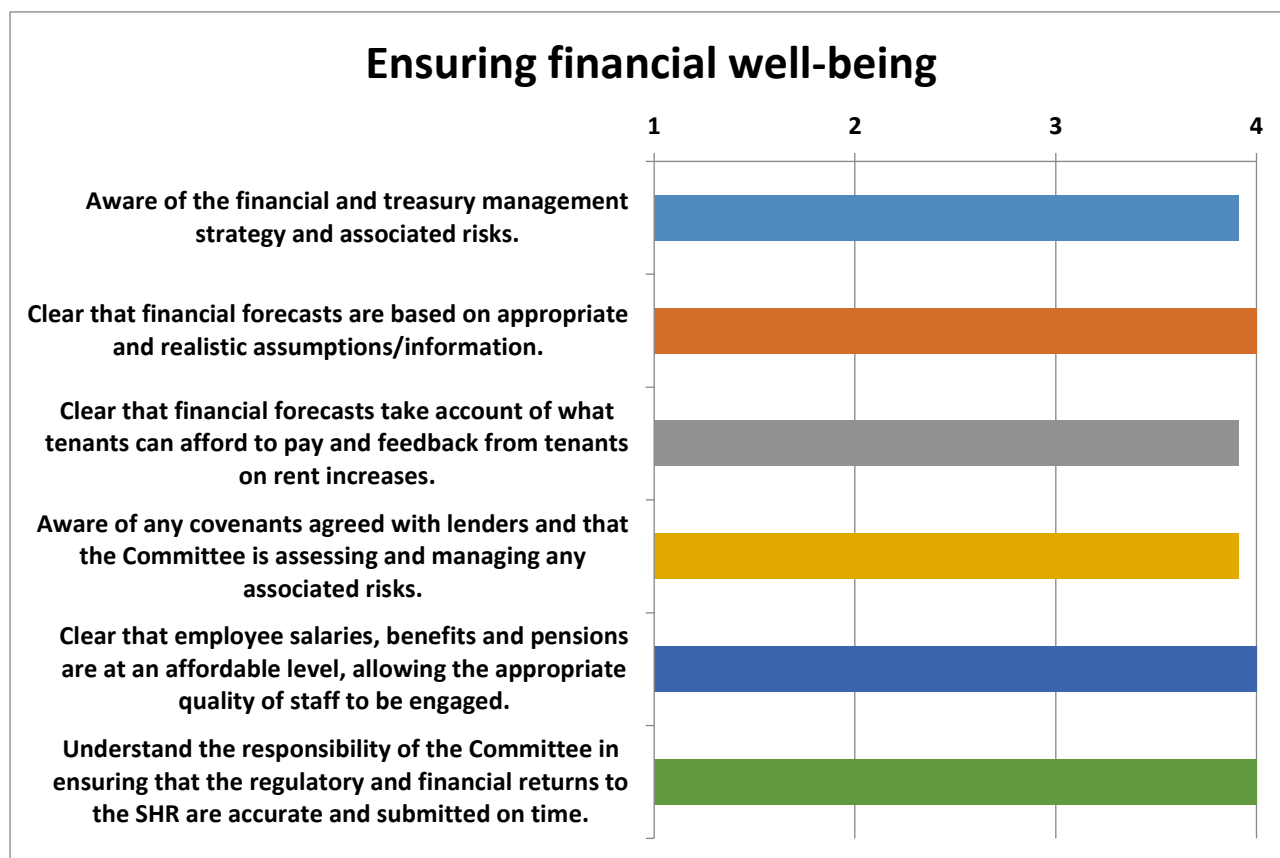 Ensuring financial well-being
1 2 3 4
Aware of the financial and treasury management
strategy and associated risks.
Clear that financial forecasts are based on appropriate
and realistic assumptions/information.
Clear that financial forecasts take account of what
tenants can afford to pay and feedback from tenants
on rent increases.
Aware of any covenants agreed with lenders and that
the Committee is assessing and managing any
associated risks.
Clear that employee salaries, benefits and pensions
are at an affordable level, allowing the appropriate
quality of staff to be engaged.
Understand the responsibility of the Committee in
ensuring that the regulatory and financial returns to
the SHR are accurate and submitted on time.